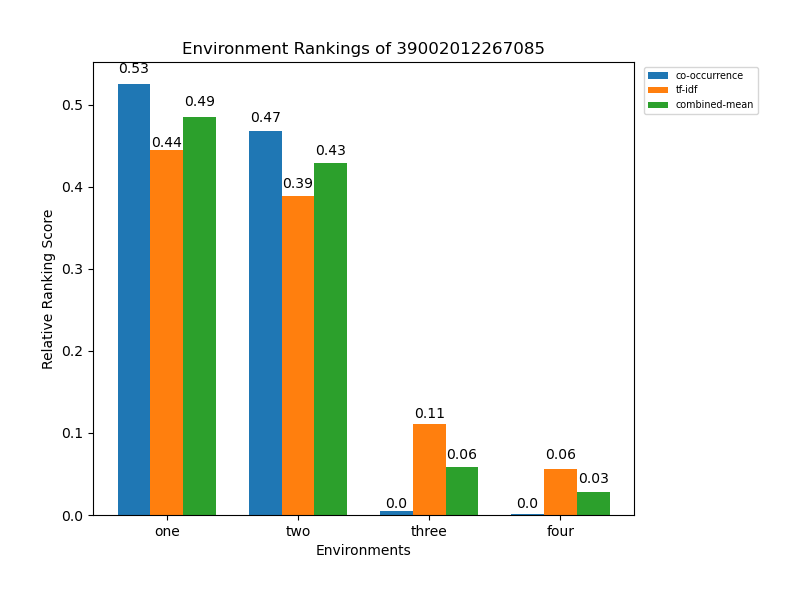 Environment Rankings of 39002012267085
co-occurrence
tf-idf
combined-mean
Relative Ranking Score
0.5
0.4
0.3
0.2
0.1
0.0
0.53
0.44
0.49
0.47
0.39
0.43
0.0
0.11
0.06
0.0
0.06
0.03
one two three four
Environments